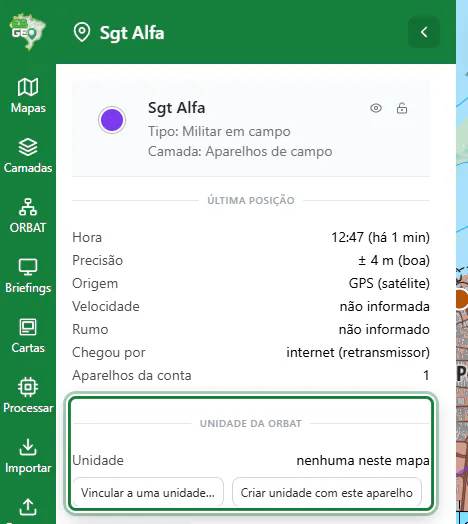 EB
GEO
Sgt Alfa
Mapas
Camadas
ORBAT
Briefings
Cartas
Processar
Importar
Sgt Alfa
Tipo: Militar em campo
Camada: Aparelhos de campo
ÚLTIMA POSIÇÃO
Hora 12:47 (há 1 min)
Precisão ± 4 m (boa)
Origem GPS (satélite)
Velocidade não informada
Rumo não informado
Chegou por internet (retransmissor)
Aparelhos da conta 1
UNIDADE DA ORBAT
Unidade nenhuma neste mapa
Vincular a uma unidade... Criar unidade com este aparelho